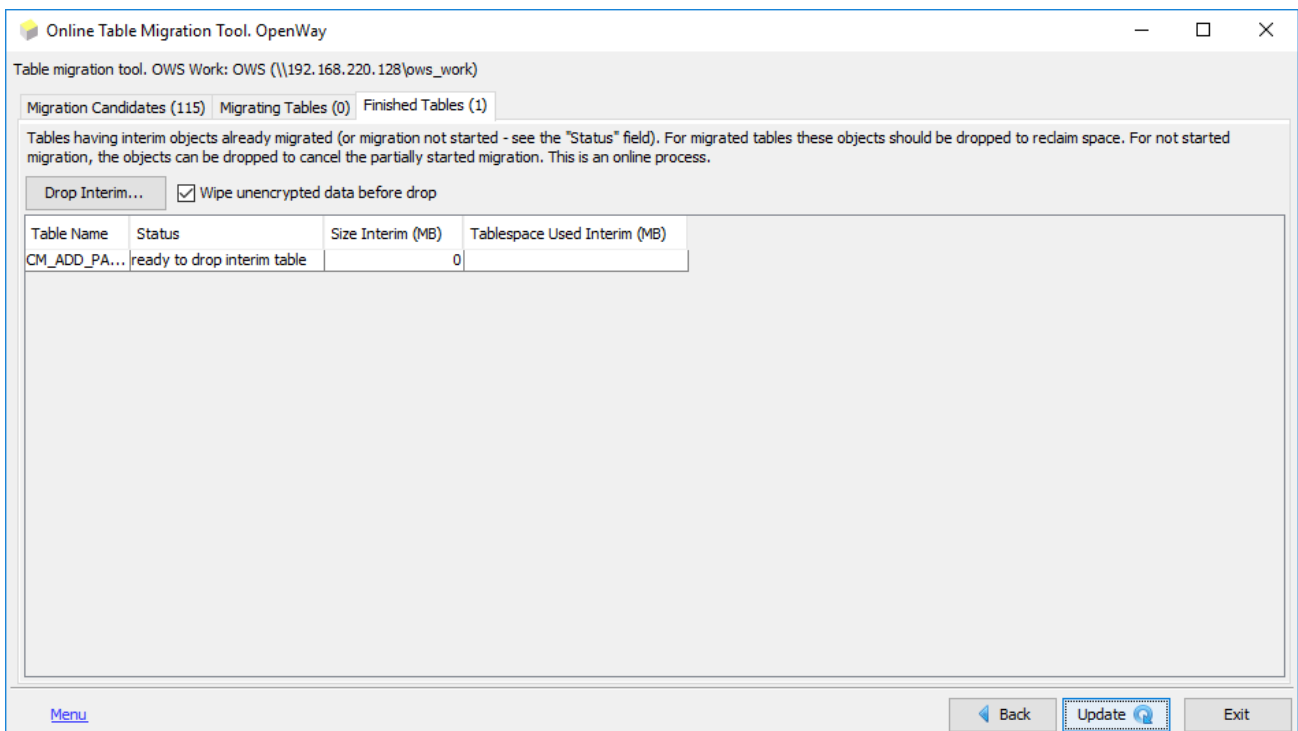 Online Table Migration Tool. OpenWay
Table migration tool. OWS Work: OWS (\\192.168.220.128\ows_work)
Migration Candidates (115) Migrating Tables (0) Finished Tables (1)
Tables having interim objects already migrated (or migration not started - see the "Status" field). For migrated tables these objects should be dropped to reclaim space. For not started
migration, the objects can be dropped to cancel the partially started migration. This is an online process.
Drop Interim... Wipe unencrypted data before drop
Table Name Status Size Interim (MB) Tablespace Used Interim (MB)
CM_ADD_PA... ready to drop interim table 0
Menu Back Update Exit